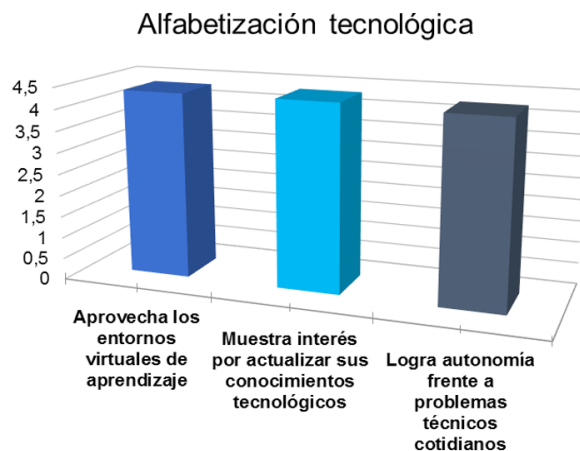 Alfabetización tecnológica
4,5
4
3,5
3
2,5
2
1,5
1
0,5
0
Aprovecha los
entornos
virtuales de
aprendizaje
Muestra interés
por actualizar sus
conocimientos
tecnológicos
Logra autonomía
frente a
problemas
técnicos
cotidianos